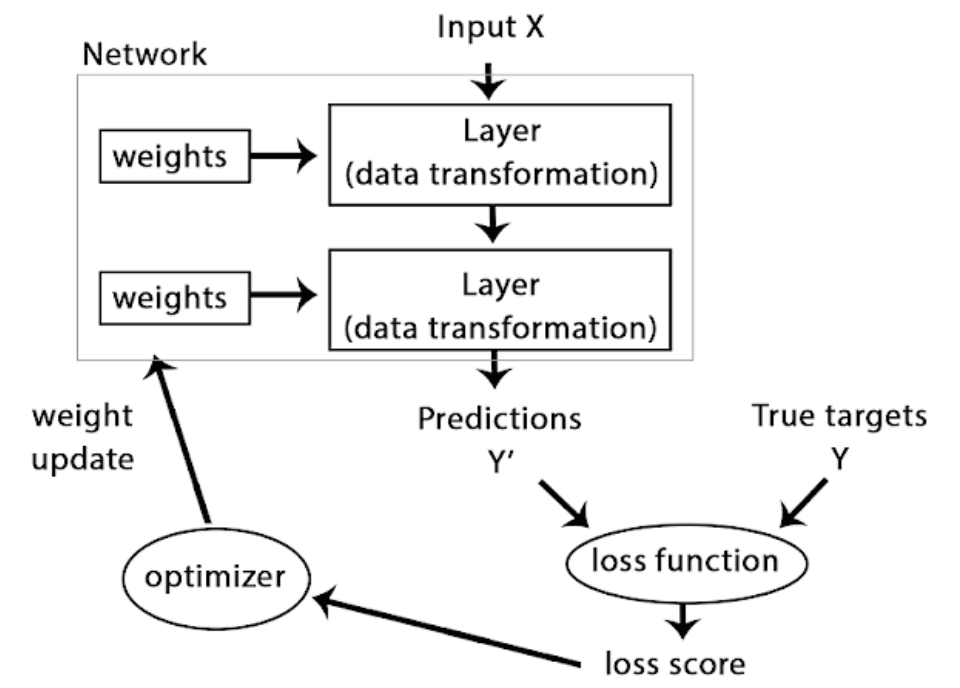 Input X
Network
weights
Layer
(data transformation)
weights
Layer
(data transformation)
weight
update
Predictions
Y'
True targets
Y
optimizer
loss function
loss score